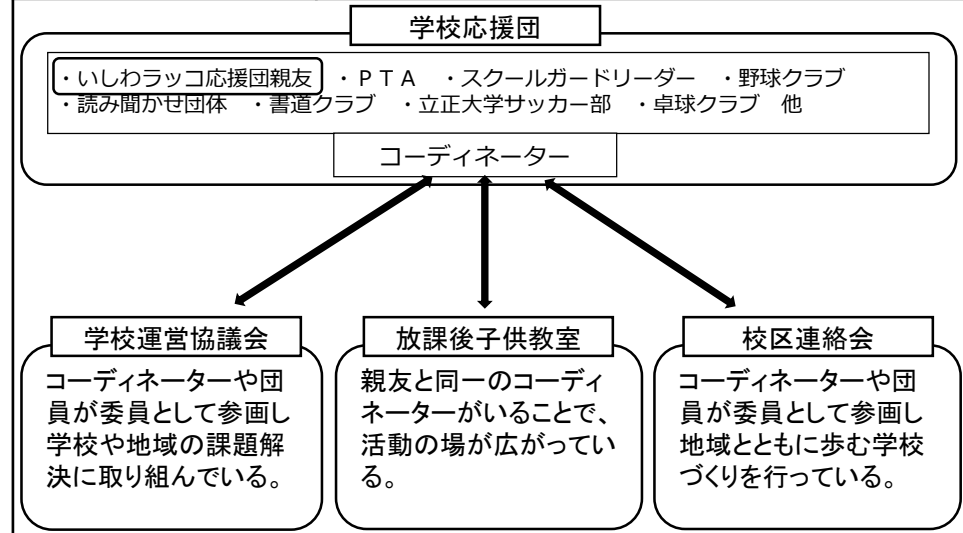 学校応援団
・いしわラッコ応援団親友 ・ＰＴＡ ・スクールガードリーダー ・野球クラブ
・読み聞かせ団体 ・書道クラブ ・立正大学サッカー部 ・卓球クラブ 他
コーディネーター
学校運営協議会
コーディネーターや団
員が委員として参画し
学校や地域の課題解
決に取り組んでいる。
放課後子供教室
親友と同一のコーディ
ネーターがいることで、
活動の場が広がってい
る。
校区連絡会
コーディネーターや団
員が委員として参画し
地域とともに歩む学校
づくりを行っている。